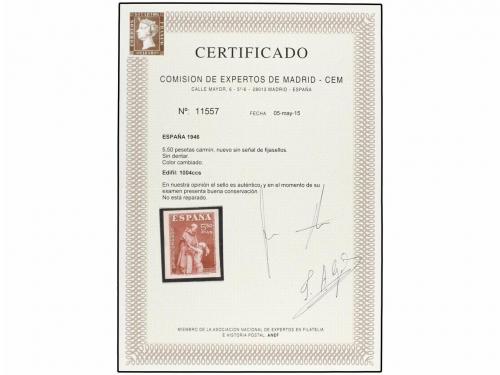 CERTIFICADO
COMISION DE EXPERTOS DE MADRID - CEM
CALLE MAYOR, 6 - 5º-6 - 28013 MADRID - ESPAÑA
Nº: 11557 FECHA 05-may-15
ESPAÑA 1946
5,50 pesetas carmín, nuevo sin señal de fijasellos.
Sin dentar.
Color cambiado.
Edifil: 1004ccs
En nuestra opinión el sello es auténtico, y en el momento de su
examen presenta buena conservación.
No está reparado.
ESPAÑA
MIEMBRO DE LA ASOCIACION NACIONAL DE EXPERTOS EN FILATELIA
E HISTORIA POSTAL: ANEF